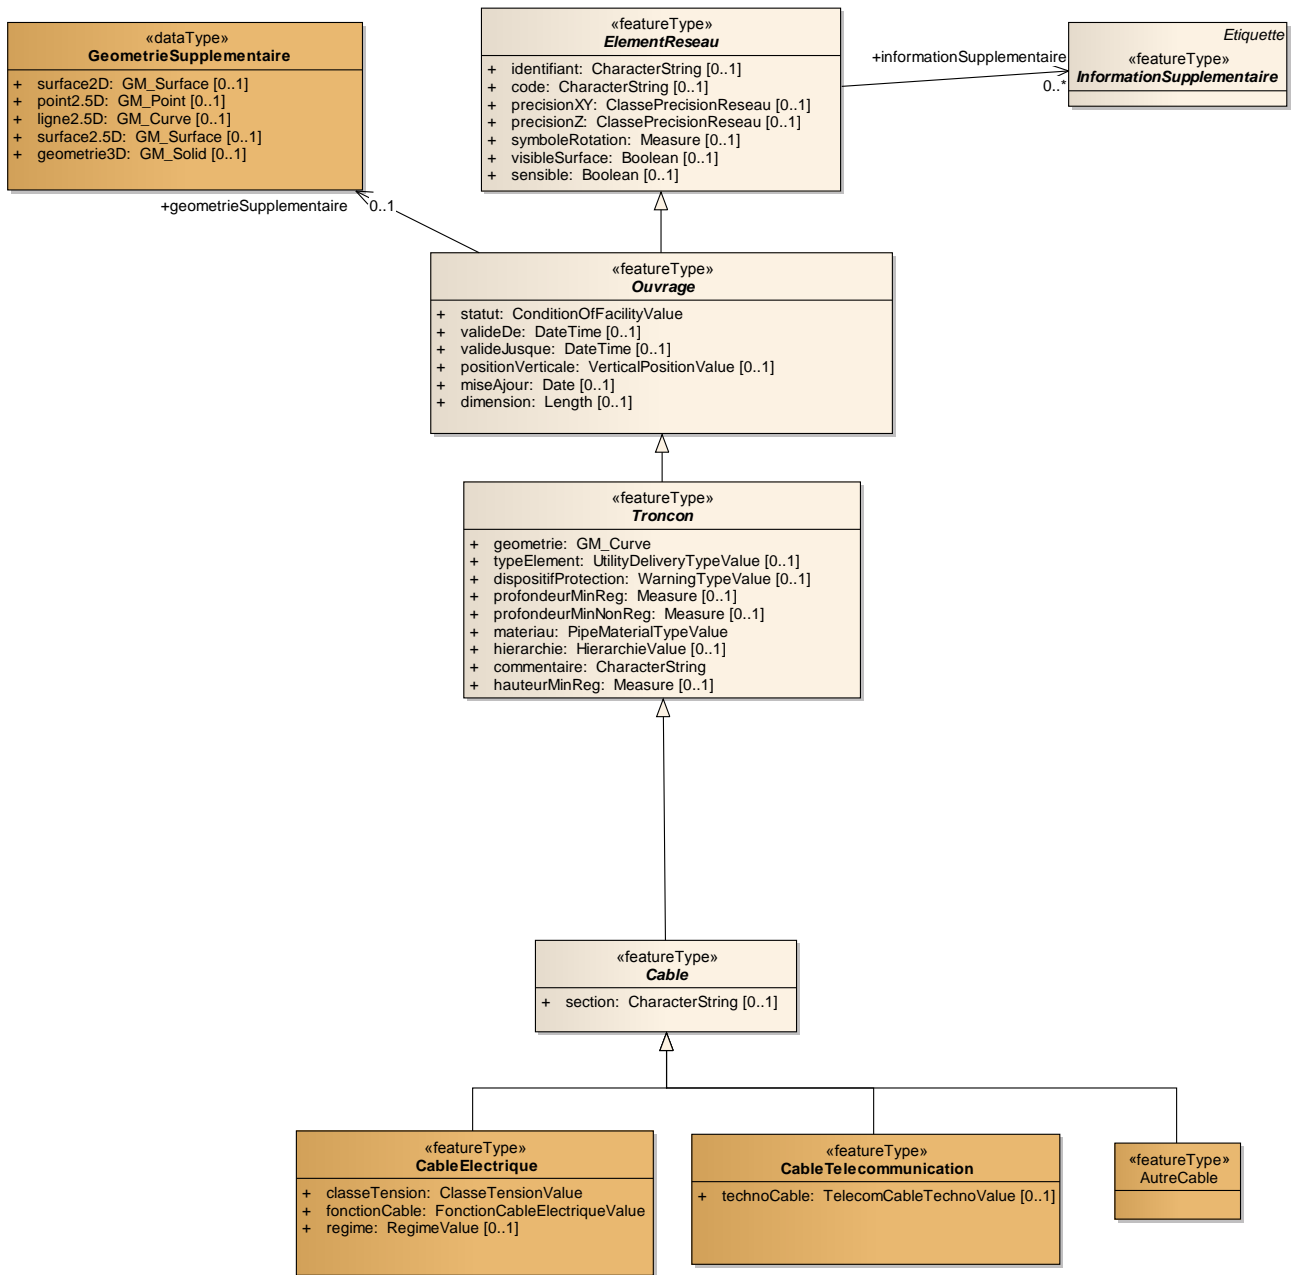 «dataType»
GeometrieSupplementaire
+ surface2D: GM_Surface [0..1]
+ point2.5D: GM_Point [0..1]
+ ligne2.5D: GM_Curve [0..1]
+ surface2.5D: GM_Surface [0..1]
+ geometrie3D: GM_Solid [0..1]
«featureType»
ElementReseau
+ identifiant: CharacterString [0..1]
+ code: CharacterString [0..1]
+ precisionXY: ClassePrecisionReseau [0..1]
+ precisionZ: ClassePrecisionReseau [0..1]
+ symboleRotation: Measure [0..1]
+ visibleSurface: Boolean [0..1]
+ sensible: Boolean [0..1]
+informationSupplementaire
0..*
Etiquette
«featureType»
InformationSupplementaire
+geometrieSupplementaire
0..1
«featureType»
Ouvrage
+ statut: ConditionOfFacilityValue
+ valideDe: DateTime [0..1]
+ valideJusque: DateTime [0..1]
+ positionVerticale: VerticalPositionValue [0..1]
+ miseAjour: Date [0..1]
+ dimension: Length [0..1]
«featureType»
Troncon
+ geometrie: GM_Curve
+ typeElement: UtilityDeliveryTypeValue [0..1]
+ dispositifProtection: WarningTypeValue [0..1]
+ profondeurMinReg: Measure [0..1]
+ profondeurMinNonReg: Measure [0..1]
+ materiau: PipeMaterialTypeValue
+ hierarchie: HierarchieValue [0..1]
+ commentaire: CharacterString
+ hauteurMinReg: Measure [0..1]
«featureType»
Cable
+ section: CharacterString [0..1]
«featureType»
CableElectrique
+ classeTension: ClasseTensionValue
+ fonctionCable: FonctionCableElectriqueValue
+ regime: RegimeValue [0..1]
«featureType»
CableTelecommunication
+ technoCable: TelecomCableTechnoValue [0..1]
«featureType»
AutreCable